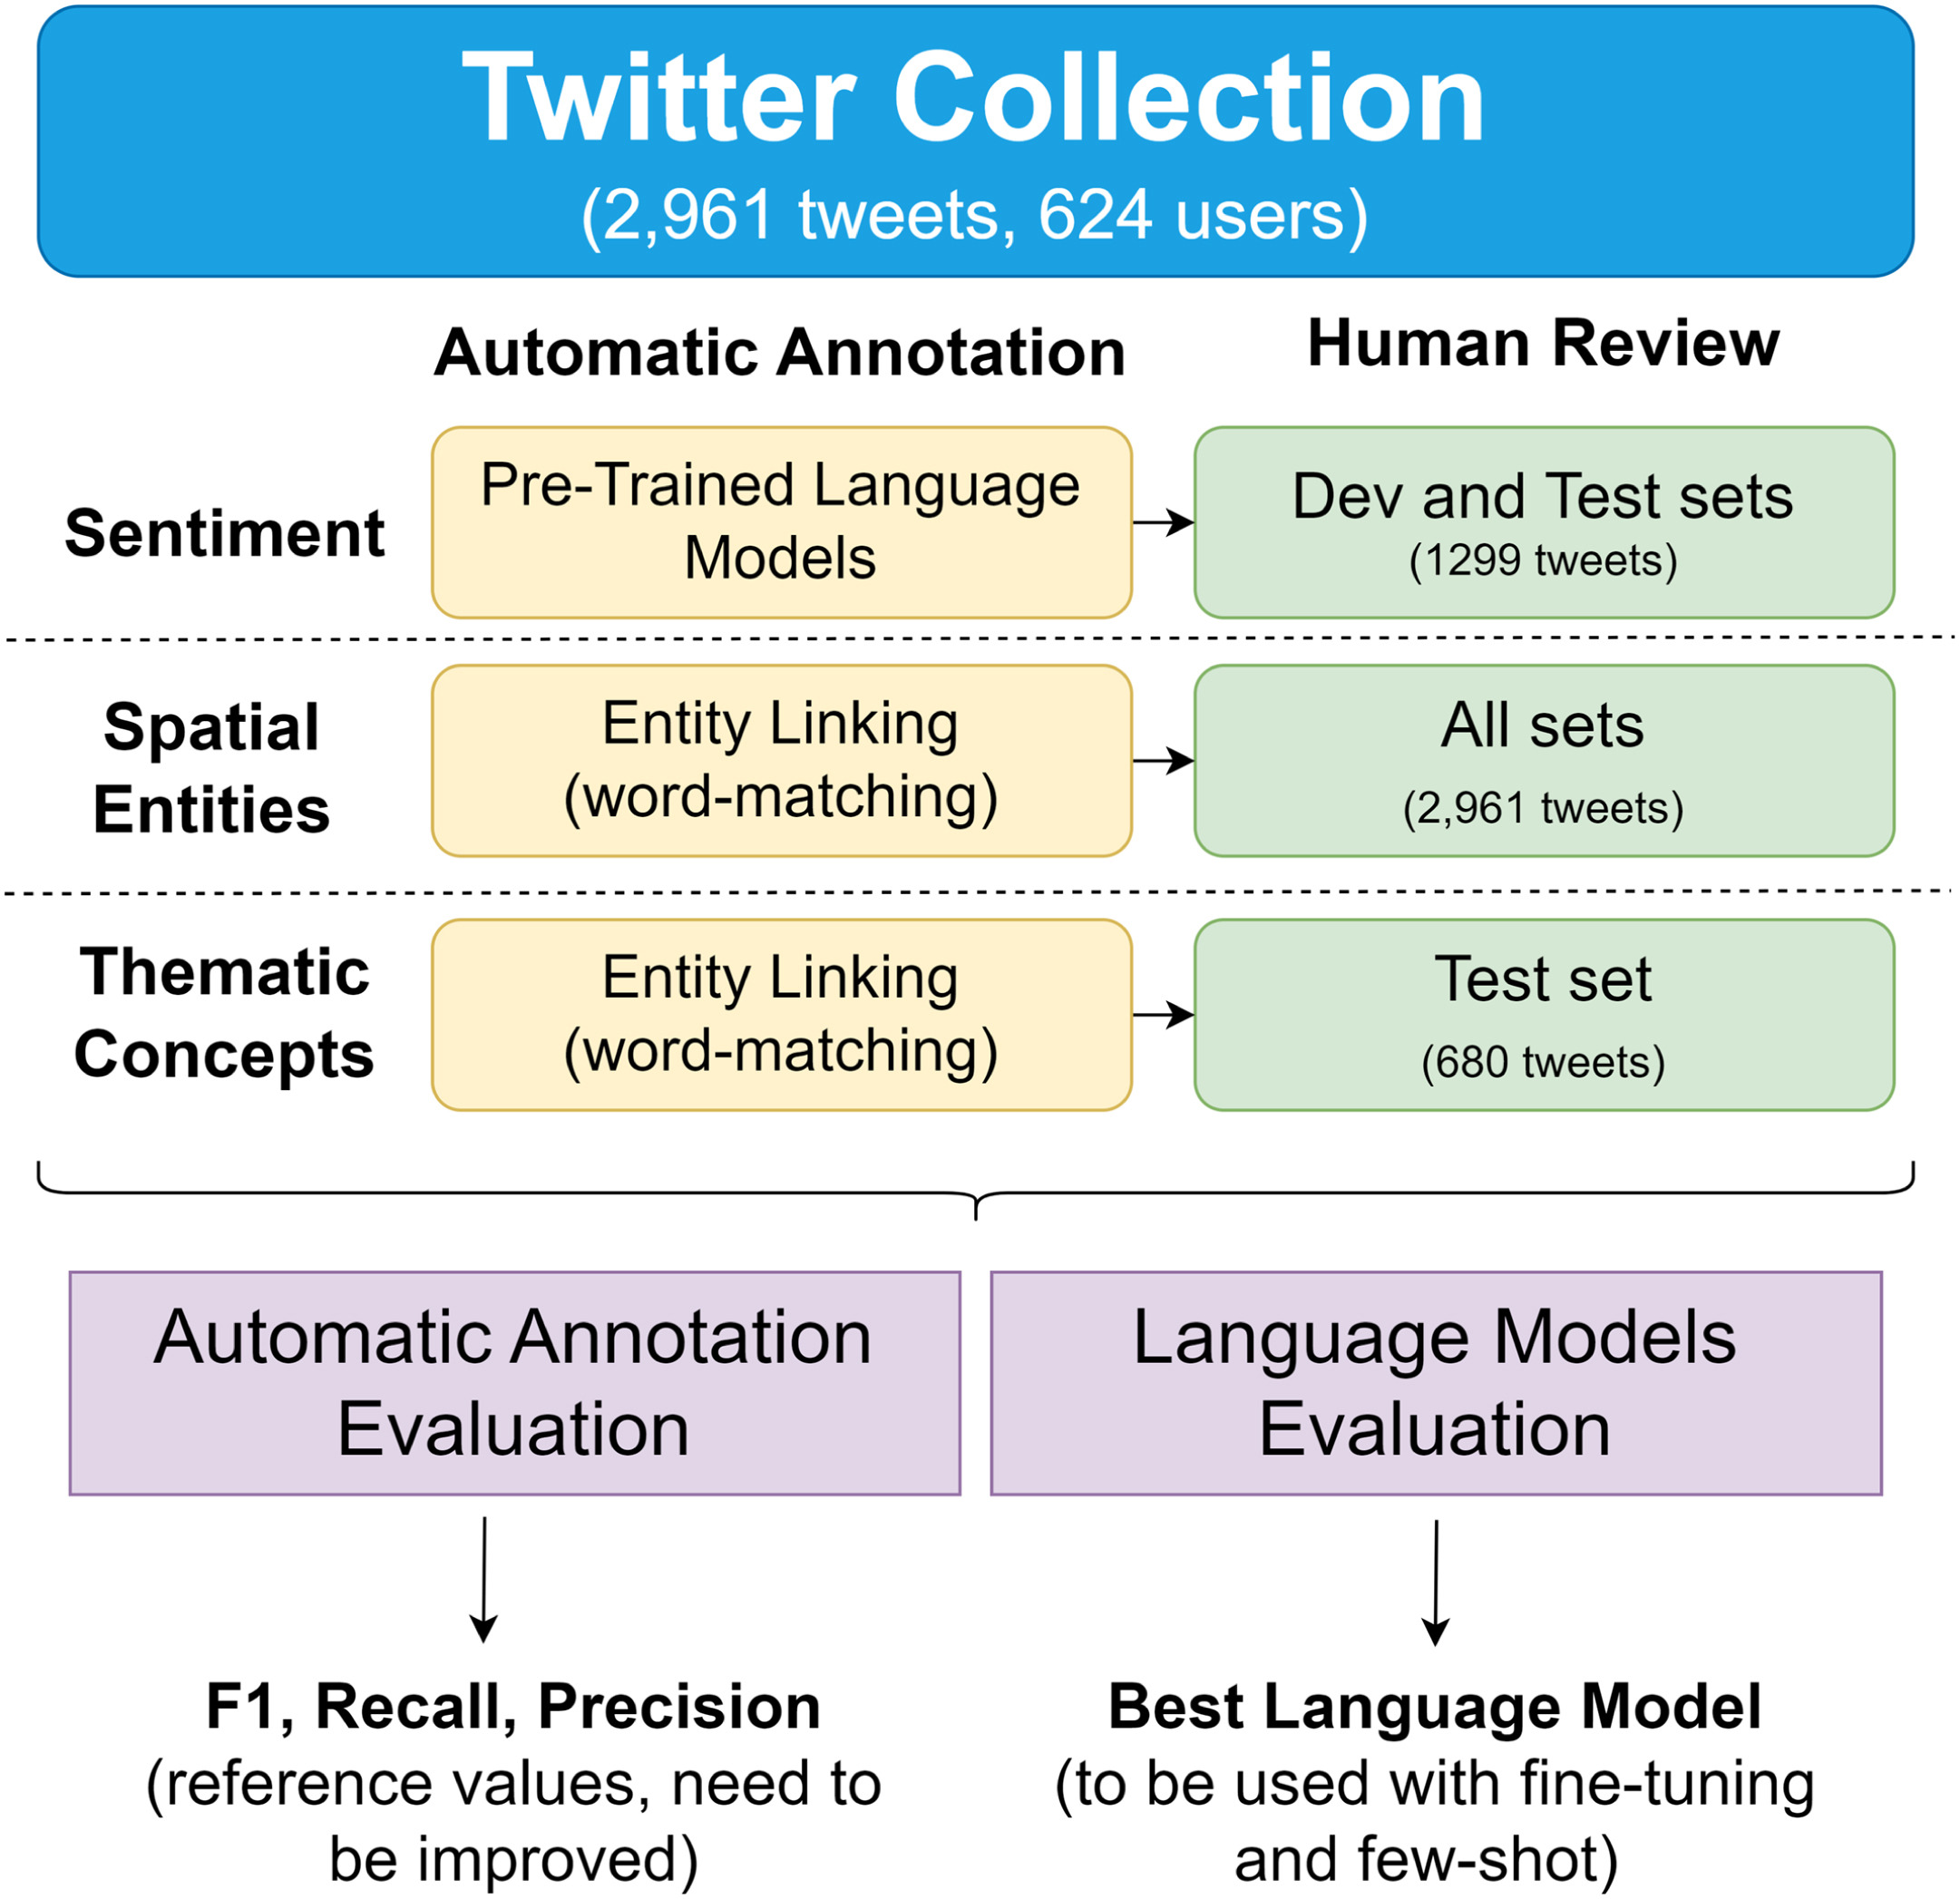 Twitter Collection
(2,961 tweets, 624 users)
Automatic Annotation
Human Review
Sentiment
Pre-Trained Language
Models
Dev and Test sets
(1299 tweets)
Spatial
Entities
Entity Linking
(word-matching)
All sets
(2,961 tweets)
Thematic
Concepts
Entity Linking
(word-matching)
Test set
(680 tweets)
Automatic Annotation
Evaluation
Language Models
Evaluation
F1, Recall, Precision
(reference values, need to
be improved)
Best Language Model
(to be used with fine-tuning
and few-shot)